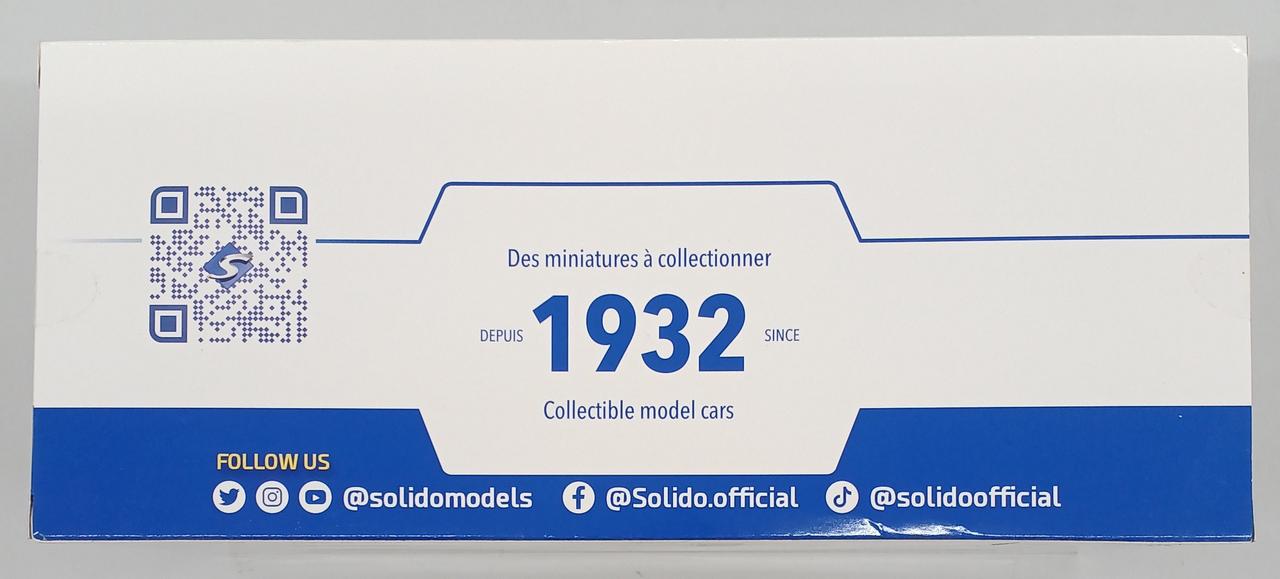 Des miniatures à collectionner
DEPUIS 1932 SINCE
Collectible model cars
FOLLOW US
@solidomodels @Solido.official @solidoofficial